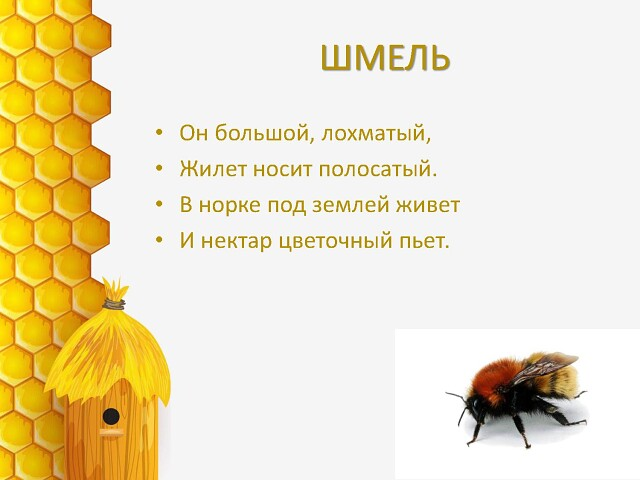 ШМЕЛЬ
• Он большой, лохматый,
• Жилет носит полосатый.
• В норке под землей живет
• И нектар цветочный пьет.